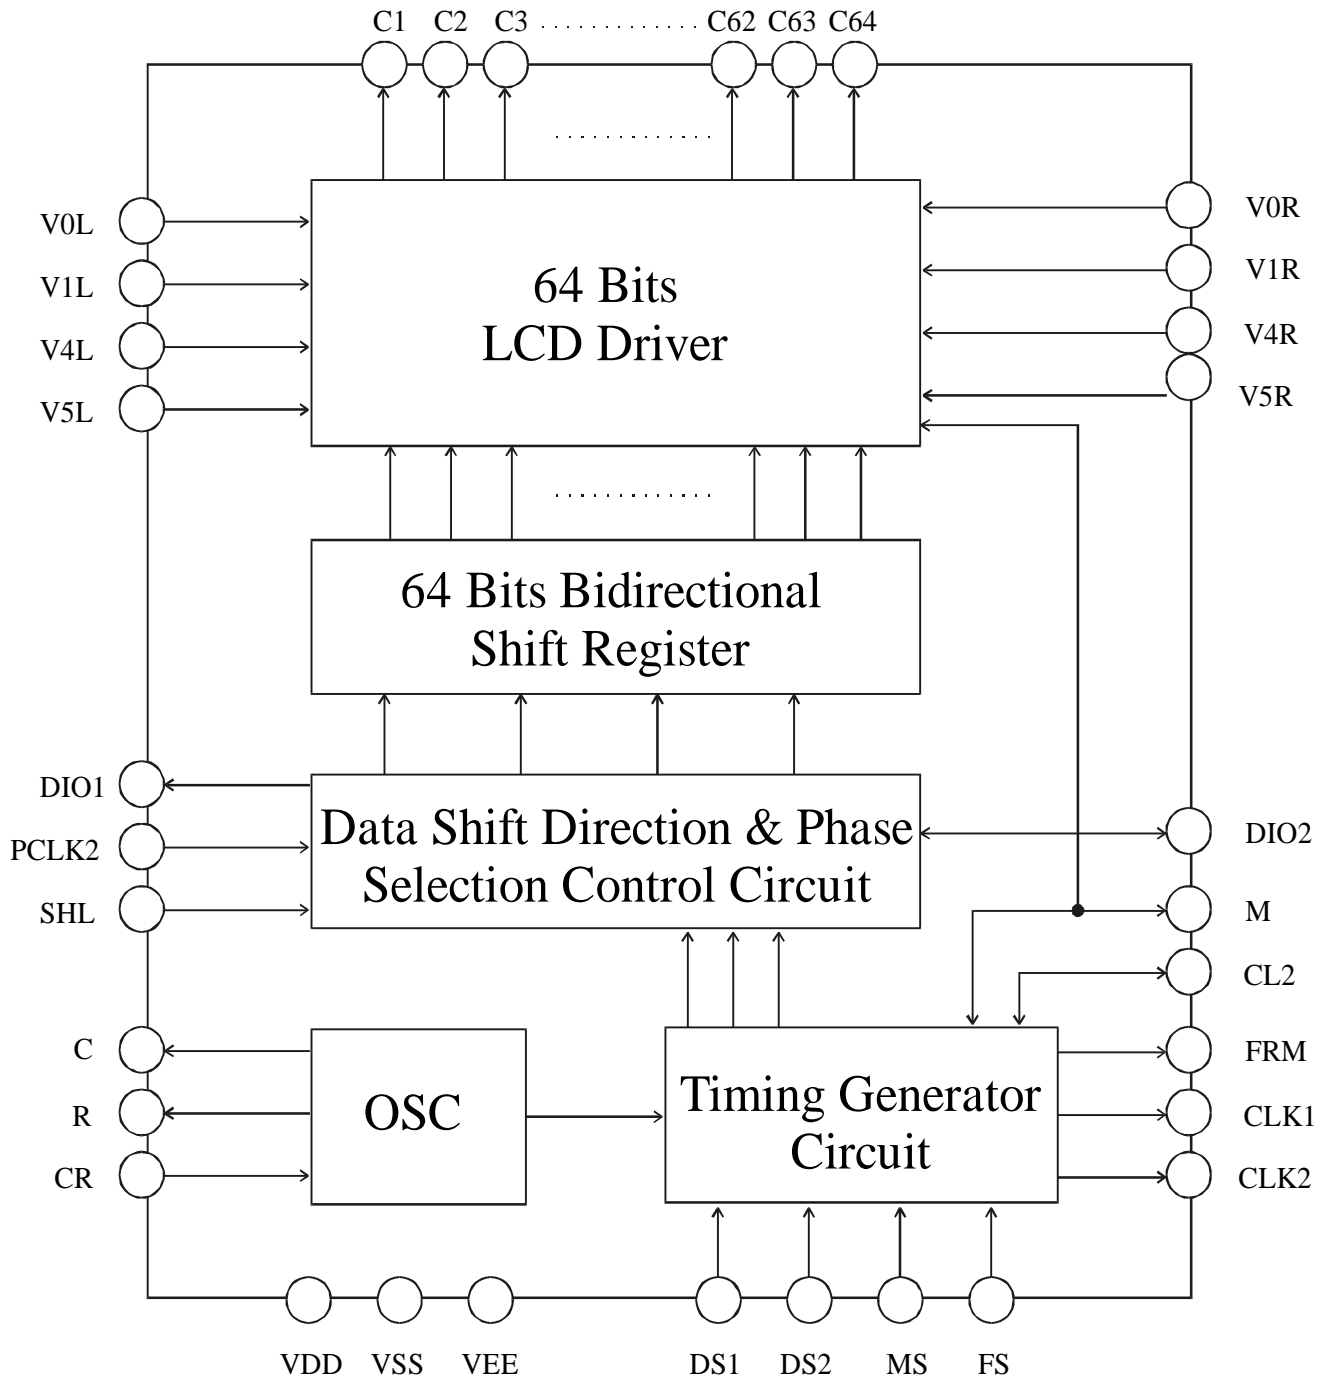 C1 C2 C3 ............. C62 C63 C64
V0L
V1L
V4L
V5L
V0R
V1R
V4R
V5R
64 Bits
LCD Driver
64 Bits Bidirectional
Shift Register
DIO1
PCLK2
SHL
Data Shift Direction & Phase
Selection Control Circuit
DIO2
M
CL2
C
R
CR
OSC
Timing Generator
Circuit
FRM
CLK1
CLK2
VDD VSS VEE DS1 DS2 MS FS